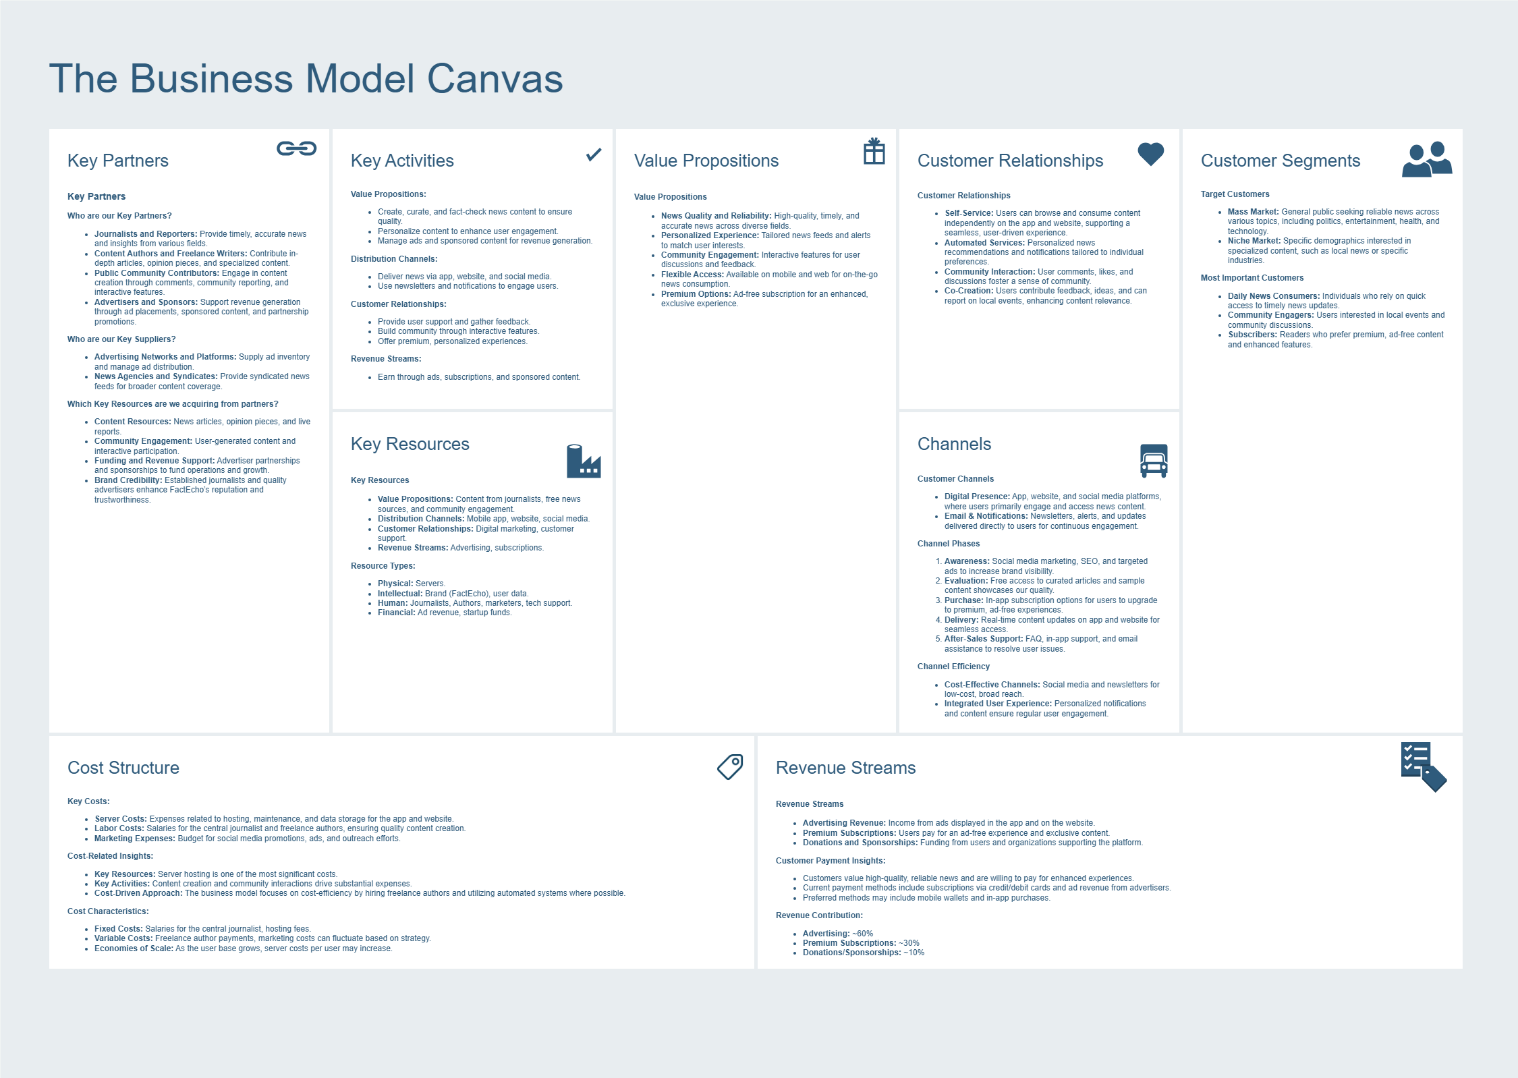 The Business Model Canvas
Key Partners
Key Partners
Who are our Key Partners?
Journalists and Reporters: Provide timely, accurate news
and insights from various fields.
Content Authors and Freelance Writers: Contribute in-
depth articles, opinion pieces, and specialized content.
Public Community Contributors: Engage in content
creation through comments, community reporting, and
interactive features.
Advertisers and Sponsors: Support revenue generation
through ad placements, sponsored content, and partnership
promotions.
Who are our Key Suppliers?
Advertising Networks and Platforms: Supply ad inventory
and manage ad distribution.
News Agencies and Syndicates: Provide syndicated news
feeds for broader content coverage.
Which Key Resources are we acquiring from partners?
Content Resources: News articles, opinion pieces, and live
reports.
Community Engagement: User-generated content and
interactive participation.
Funding and Revenue Support: Advertiser partnerships
and sponsorships to fund operations and growth.
Brand Credibility: Established journalists and quality
advertisers enhance FactEcho's reputation and
trustworthiness.
Key Activities
Value Propositions:
Create, curate, and fact-check news content to ensure
quality.
Personalize content to enhance user engagement.
Manage ads and sponsored content for revenue generation.
Distribution Channels:
Deliver news via app, website, and social media.
Use newsletters and notifications to engage users.
Customer Relationships:
Provide user support and gather feedback.
Build community through interactive features.
Offer premium, personalized experiences.
Revenue Streams:
Earn through ads, subscriptions, and sponsored content.
Key Resources
Key Resources
Value Propositions: Content from journalists, free news
sources, and community engagement.
Distribution Channels: Mobile app, website, social media.
Customer Relationships: Digital marketing, customer
support.
Revenue Streams: Advertising, subscriptions.
Resource Types:
Physical: Servers.
Intellectual: Brand (FactEcho), user data.
Human: Journalists, Authors, marketers, tech support.
Financial: Ad revenue, startup funds.
Value Propositions
Value Propositions
News Quality and Reliability: High-quality, timely, and
accurate news across diverse fields.
Personalized Experience: Tailored news feeds and alerts
to match user interests.
Community Engagement: Interactive features for user
discussions and feedback.
Flexible Access: Available on mobile and web for on-the-go
news consumption.
Premium Options: Ad-free subscription for an enhanced,
exclusive experience.
Customer Relationships
Customer Relationships
Self-Service: Users can browse and consume content
independently on the app and website, supporting a
seamless, user-driven experience.
Automated Services: Personalized news
recommendations and notifications tailored to individual
preferences.
Community Interaction: User comments, likes, and
discussions foster a sense of community.
Co-Creation: Users contribute feedback, ideas, and can
report on local events, enhancing content relevance.
Channels
Customer Channels
Digital Presence: App, website, and social media platforms,
where users primarily engage and access news content.
Email & Notifications: Newsletters, alerts, and updates
delivered directly to users for continuous engagement.
Channel Phases
1. Awareness: Social media marketing, SEO, and targeted
ads to increase brand visibility.
2. Evaluation: Free access to curated articles and sample
content showcases our quality.
3. Purchase: In-app subscription options for users to upgrade
to premium, ad-free experiences.
4. Delivery: Real-time content updates on app and website for
seamless access.
5. After-Sales Support: FAQ, in-app support, and email
assistance to resolve user issues.
Channel Efficiency
Cost-Effective Channels: Social media and newsletters for
low-cost, broad reach.
Integrated User Experience: Personalized notifications
and content ensure regular user engagement.
Customer Segments
Target Customers
Mass Market: General public seeking reliable news across
various topics, including politics, entertainment, health, and
technology.
Niche Market: Specific demographics interested in
specialized content, such as local news or specific
industries.
Most Important Customers
Daily News Consumers: Individuals who rely on quick
access to timely news updates.
Community Engagers: Users interested in local events and
community discussions.
Subscribers: Readers who prefer premium, ad-free content
and enhanced features.
Cost Structure
Key Costs:
Server Costs: Expenses related to hosting, maintenance, and data storage for the app and website.
Labor Costs: Salaries for the central journalist and freelance authors, ensuring quality content creation.
Marketing Expenses: Budget for social media promotions, ads, and outreach efforts.
Cost-Related Insights:
Key Resources: Server hosting is one of the most significant costs.
Key Activities: Content creation and community interactions drive substantial expenses.
Cost-Driven Approach: The business model focuses on cost-efficiency by hiring freelance authors and utilizing automated systems where possible.
Cost Characteristics:
Fixed Costs: Salaries for the central journalist, hosting fees.
Variable Costs: Freelance author payments, marketing costs can fluctuate based on strategy.
Economies of Scale: As the user base grows, server costs per user may increase.
Revenue Streams
Revenue Streams
Advertising Revenue: Income from ads displayed in the app and on the website.
Premium Subscriptions: Users pay for an ad-free experience and exclusive content.
Donations and Sponsorships: Funding from users and organizations supporting the platform.
Customer Payment Insights:
Customers value high-quality, reliable news and are willing to pay for enhanced experiences.
Current payment methods include subscriptions via credit/debit cards and ad revenue from advertisers.
Preferred methods may include mobile wallets and in-app purchases.
Revenue Contribution:
Advertising: ~60%
Premium Subscriptions: ~30%
Donations/Sponsorships: ~10%